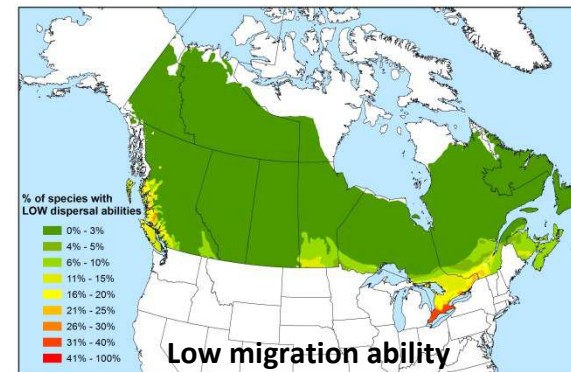 % of species with
LOW dispersal abilities
0% - 3%
4% - 5%
6% - 10%
11% - 15%
16% - 20%
21% - 25%
26% - 30%
31% - 40%
41% - 100%
Low migration ability